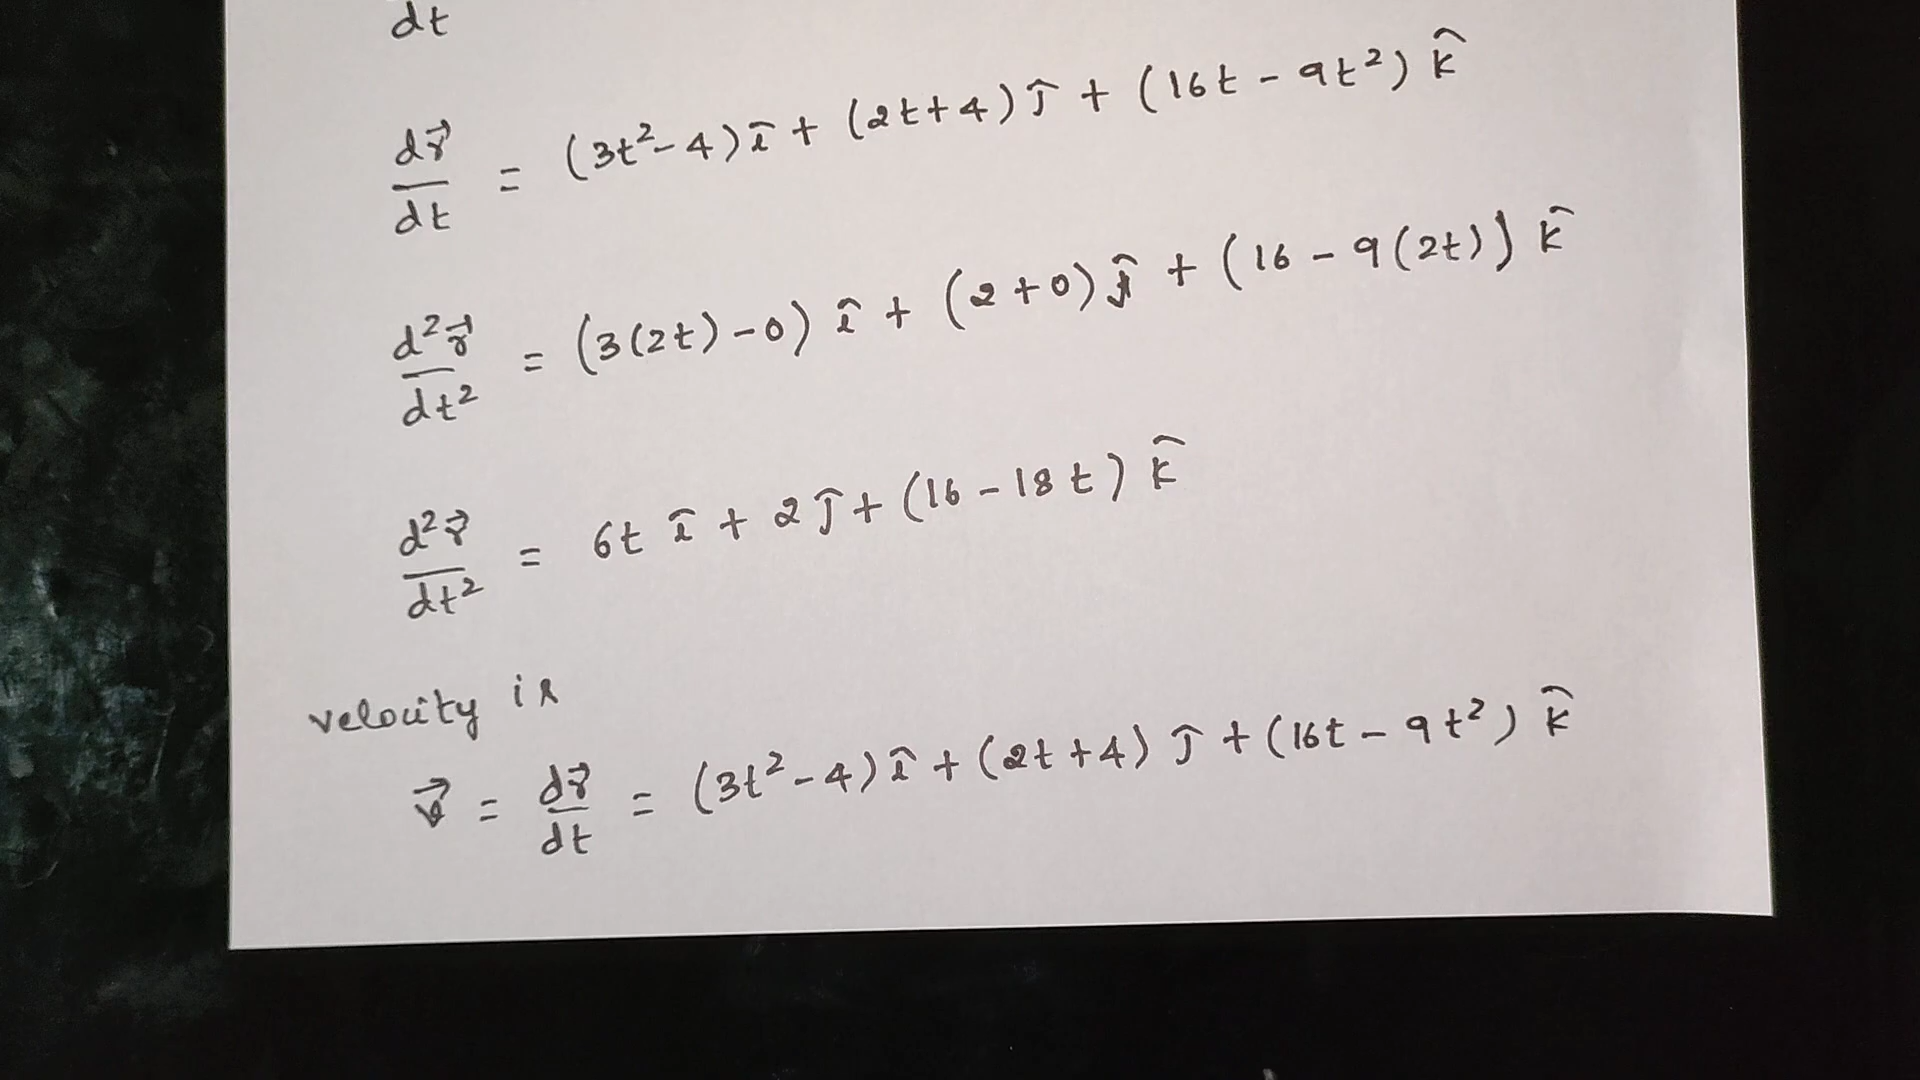 dt
dr⃗/dt = (3t²-4)î + (2t+4)ĵ + (16t - 9t²) k̂
d²r⃗/dt² = (3(2t)-0) î + (2+0) ĵ + (16 - 9(2t)) k̂
d²r⃗/dt² = 6t î + 2ĵ + (16 - 18t) k̂
velocity is
v⃗ = dr⃗/dt = (3t²-4)î + (2t+4) ĵ + (16t - 9t²) k̂